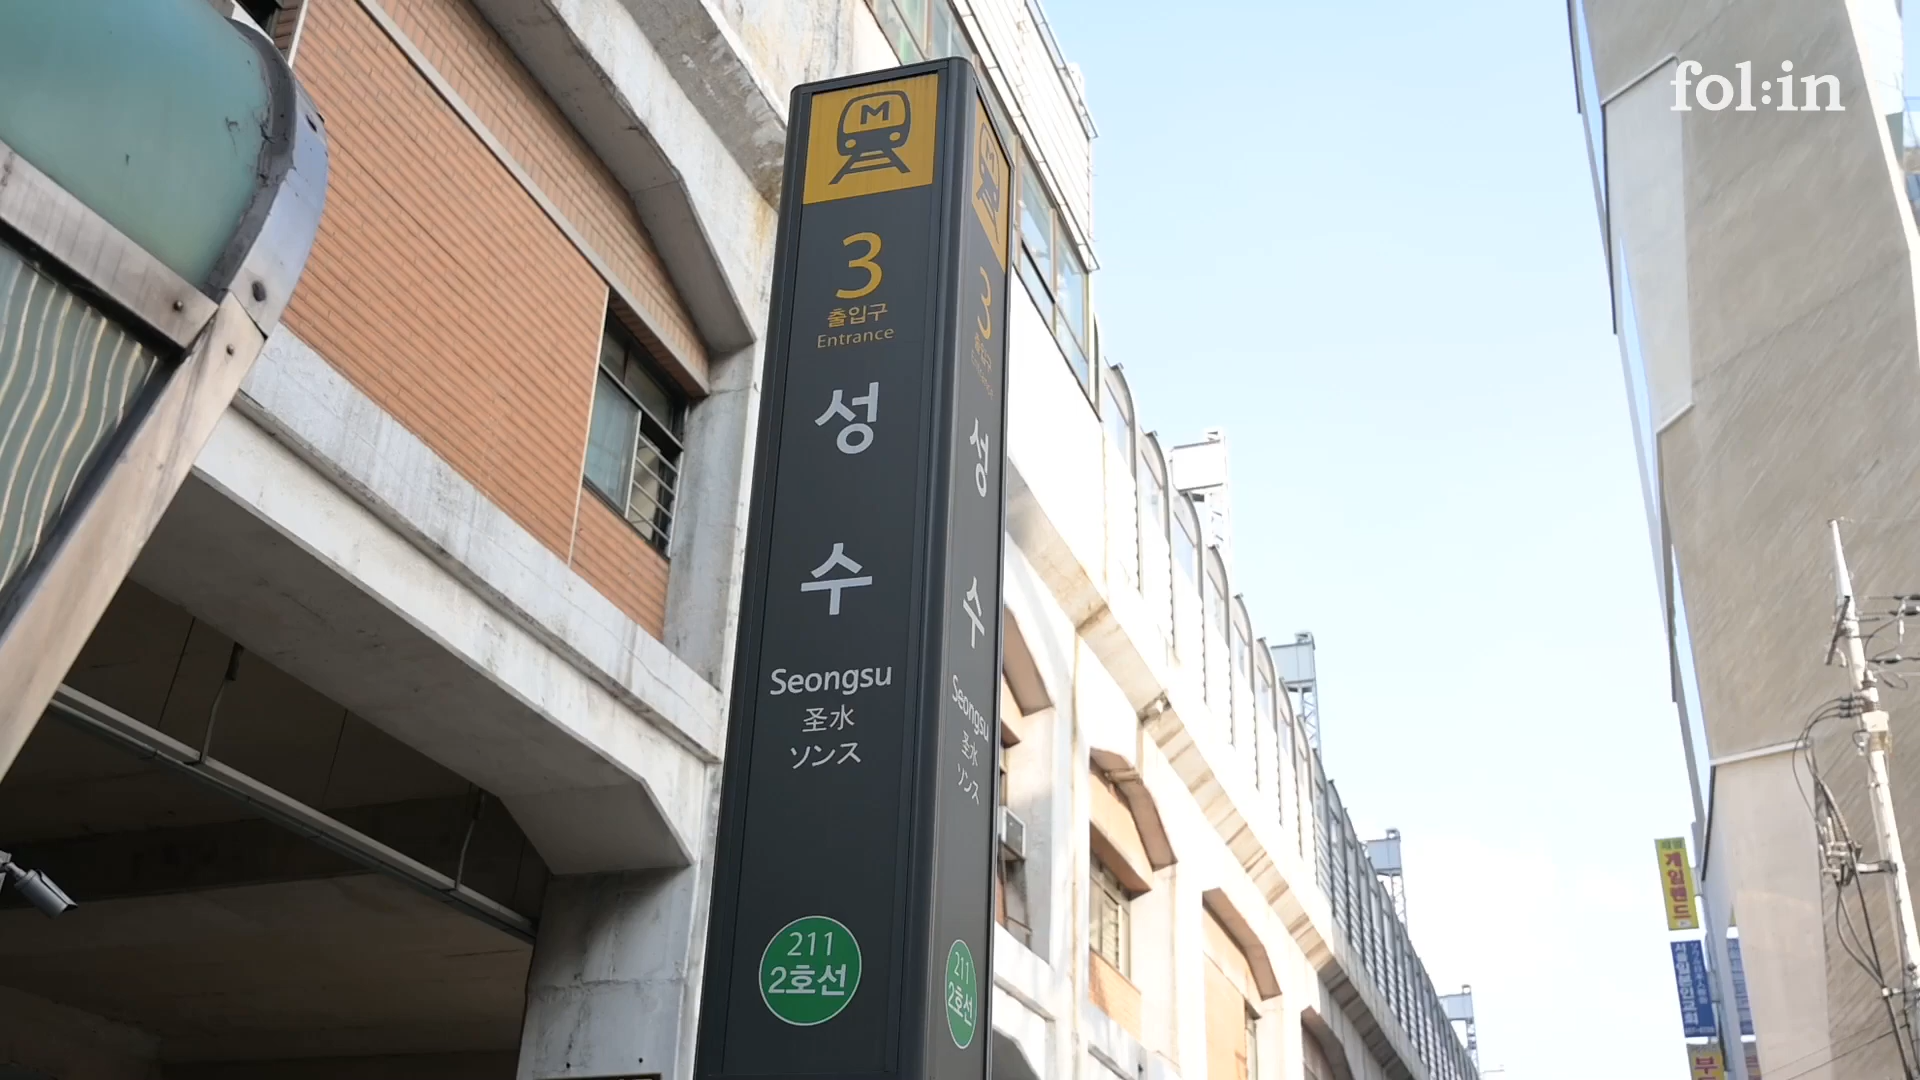 fol:in
M
3
출입구
Entrance
성
수
Seongsu
圣水
ソンス
211
2호선
3
출입구
Entrance
성
수
Seongsu
圣水
ソンス
211
2호선
게임랜드